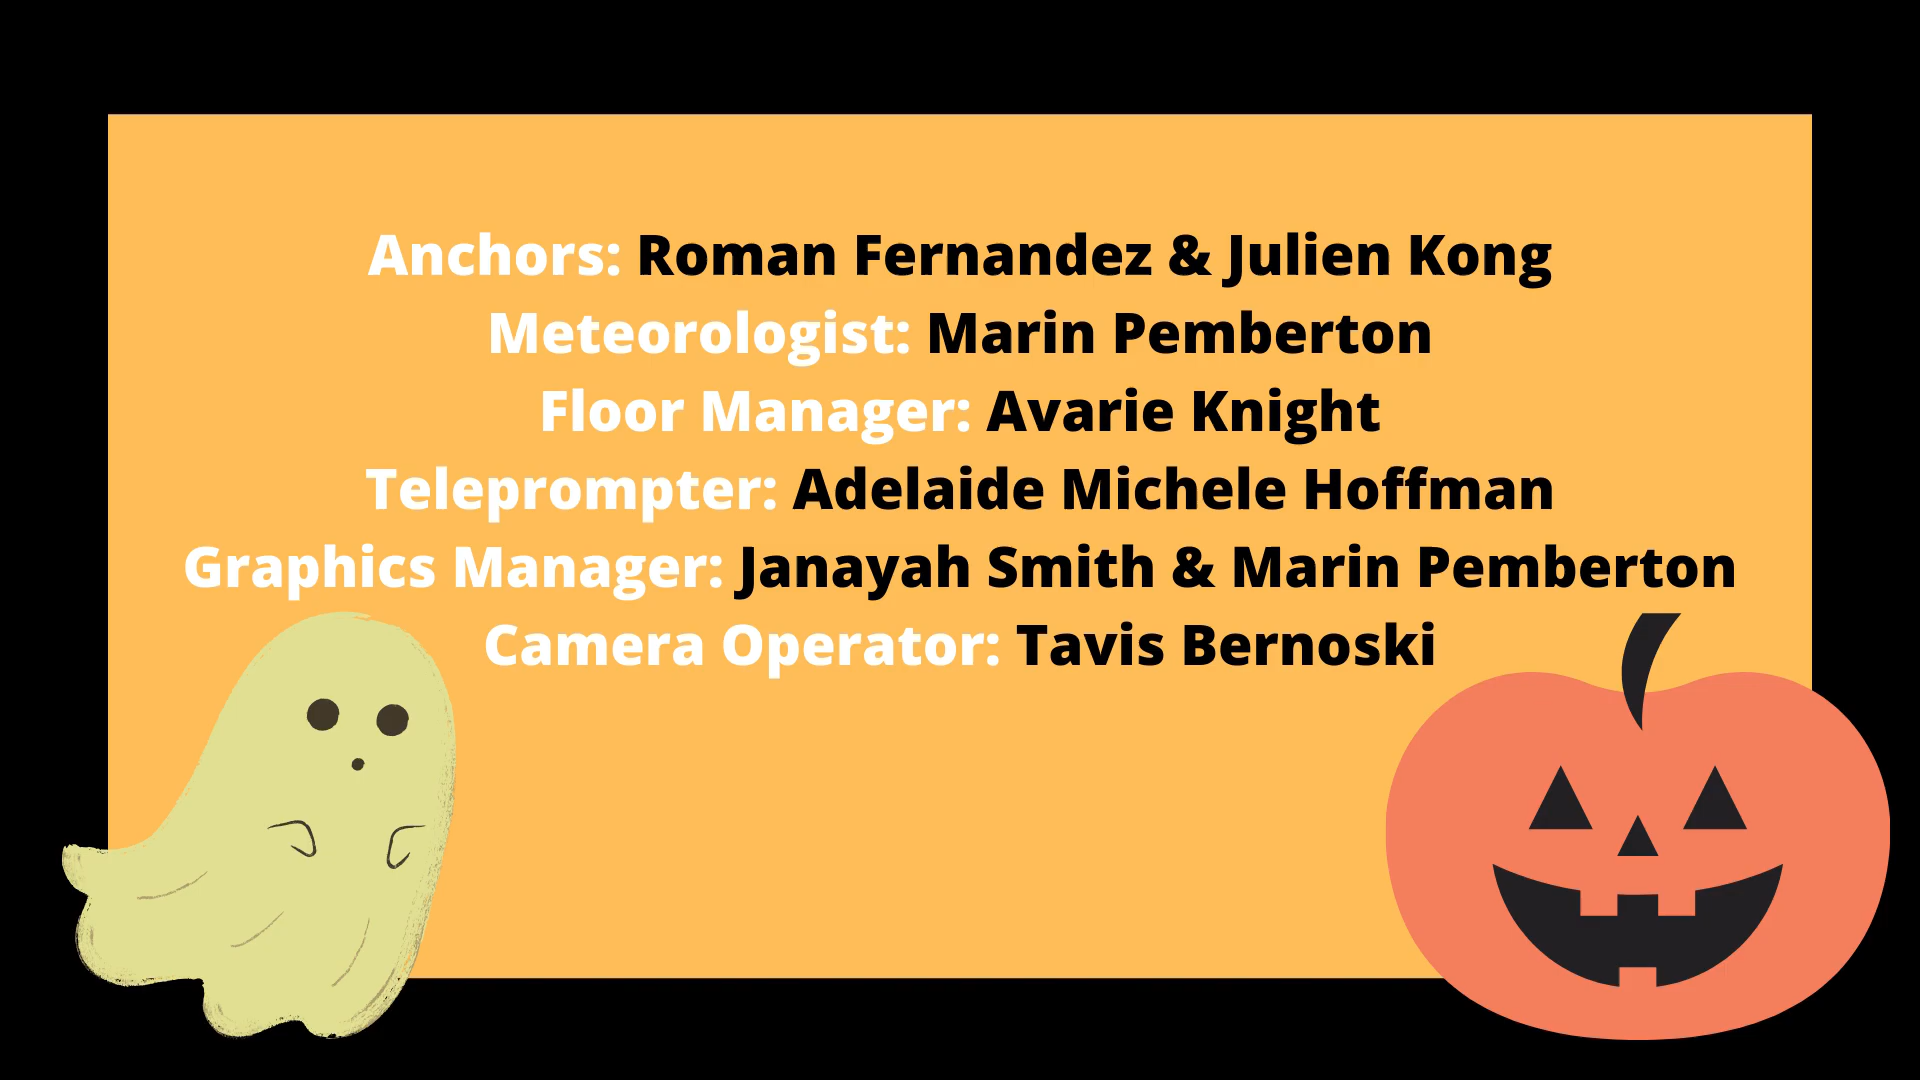 Anchors: Roman Fernandez & Julien Kong
Meteorologist: Marin Pemberton
Floor Manager: Avarie Knight
Teleprompter: Adelaide Michele Hoffman
Graphics Manager: Janayah Smith & Marin Pemberton
Camera Operator: Tavis Bernoski